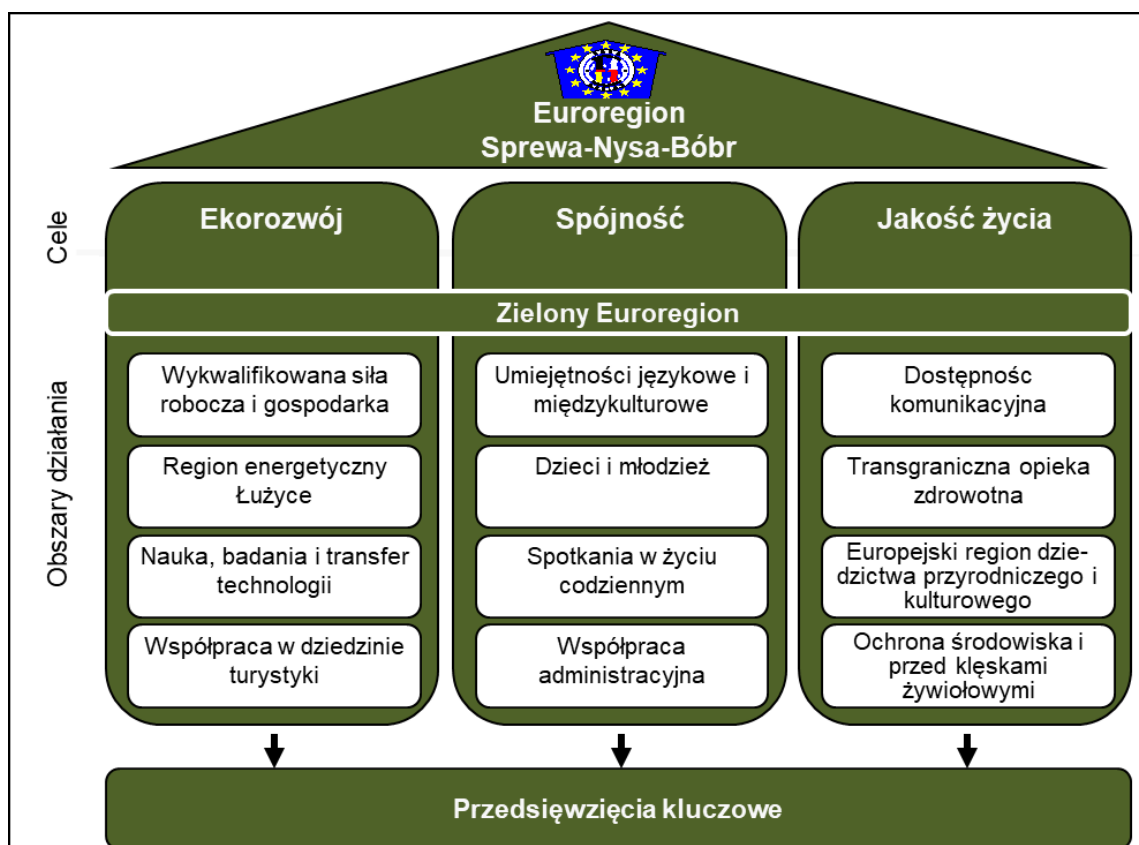 Euroregion
Sprewa-Nysa-Bóbr
Cele
Ekorozwój
Spójność
Jakość życia
Zielony Euroregion
Obszary działania
Wykwalifikowana siła
robocza i gospodarka
Region energetyczny
Łużyce
Nauka, badania i transfer
technologii
Współpraca w dziedzinie
turystyki
Umiejętności językowe i
międzykulturowe
Dzieci i młodzież
Spotkania w życiu
codziennym
Współpraca
administracyjna
Dostępnośc
komunikacyjna
Transgraniczna opieka
zdrowotna
Europejski region dzie-
dzictwa przyrodniczego i
kulturowego
Ochrona środowiska i
przed klęskami
żywiołowymi
Przedsięwzięcia kluczowe